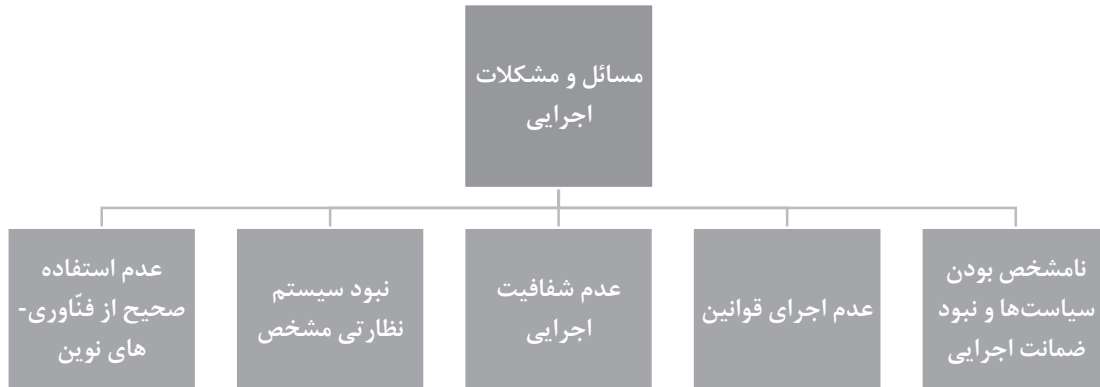 مسائل و مشکلات
اجرایی
نامشخص بودن
سیاست‌ها و نبود
ضمانت اجرایی
عدم اجرای قوانین
عدم شفافیت
اجرایی
نبود سیستم
نظارتی مشخص
عدم استفاده
صحیح از فنّاوری-
های نوین